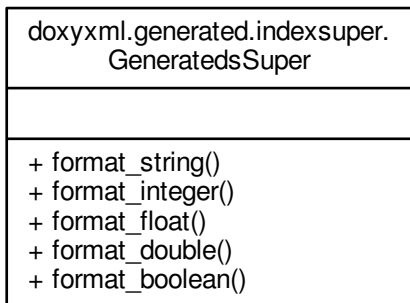 doxyxml.generated.indexsuper.
GeneratedsSuper
+ format_string()
+ format_integer()
+ format_float()
+ format_double()
+ format_boolean()